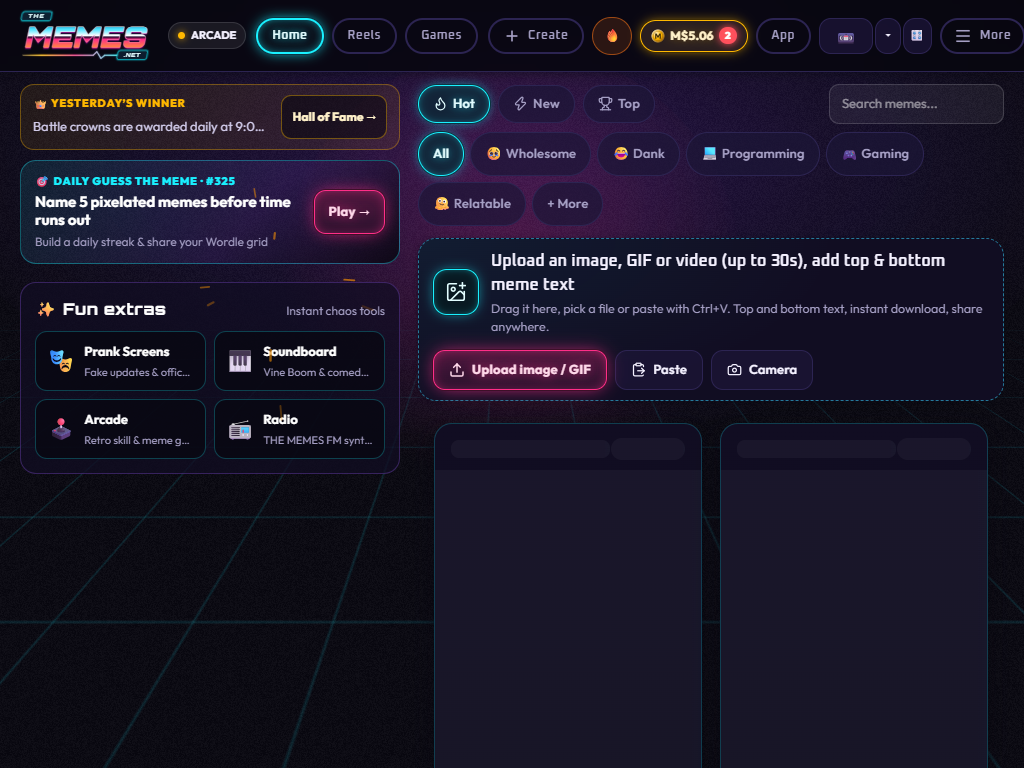 THE
MEMES
.NET
ARCADE
Home
Reels
Games
Create
M M$5.06 2
App
More
YESTERDAY'S WINNER
Battle crowns are awarded daily at 9:0...
Hall of Fame →
DAILY GUESS THE MEME · #325
Name 5 pixelated memes before time
runs out
Build a daily streak & share your Wordle grid
Play →
Fun extras
Instant chaos tools
Prank Screens
Fake updates & offic...
Soundboard
Vine Boom & comed...
Arcade
Retro skill & meme g...
Radio
THE MEMES FM synt...
Hot
New
Top
Search memes...
All
Wholesome
Dank
Programming
Gaming
Relatable
+ More
Upload an image, GIF or video (up to 30s), add top & bottom
meme text
Drag it here, pick a file or paste with Ctrl+V. Top and bottom text, instant download, share
anywhere.
Upload image / GIF
Paste
Camera